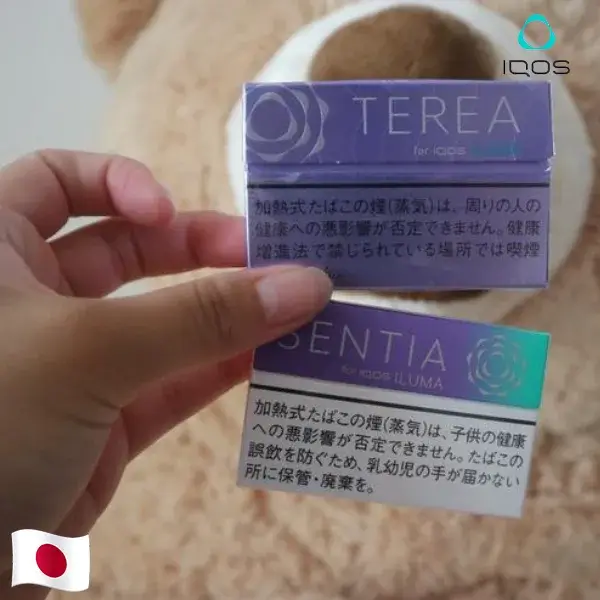 IQOS
TEREA
for IQOS ILUMA
加熱式たばこの煙(蒸気)は、周りの人の
健康への悪影響が否定できません。健康
増進法で禁じられている場所では喫煙
SENTIA
for IQOS ILUMA
加熱式たばこの煙(蒸気)は、子供の健康
への悪影響が否定できません。たばこの
誤飲を防ぐため、乳幼児の手が届かない
所に保管・廃棄を。